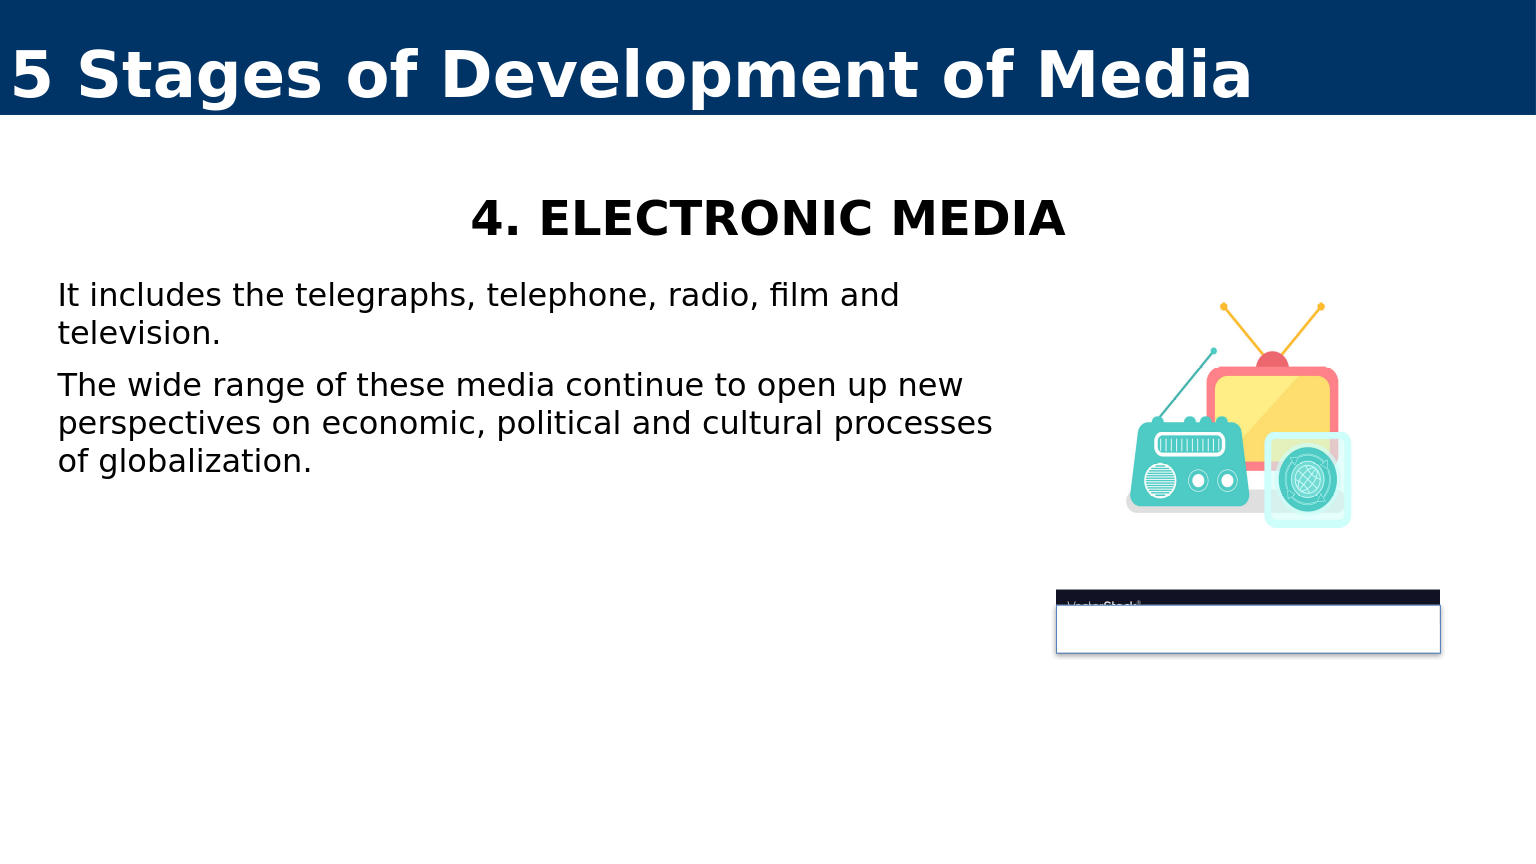 5 Stages of Development of Media
4. ELECTRONIC MEDIA
It includes the telegraphs, telephone, radio, film and
television.
The wide range of these media continue to open up new
perspectives on economic, political and cultural processes
of globalization.